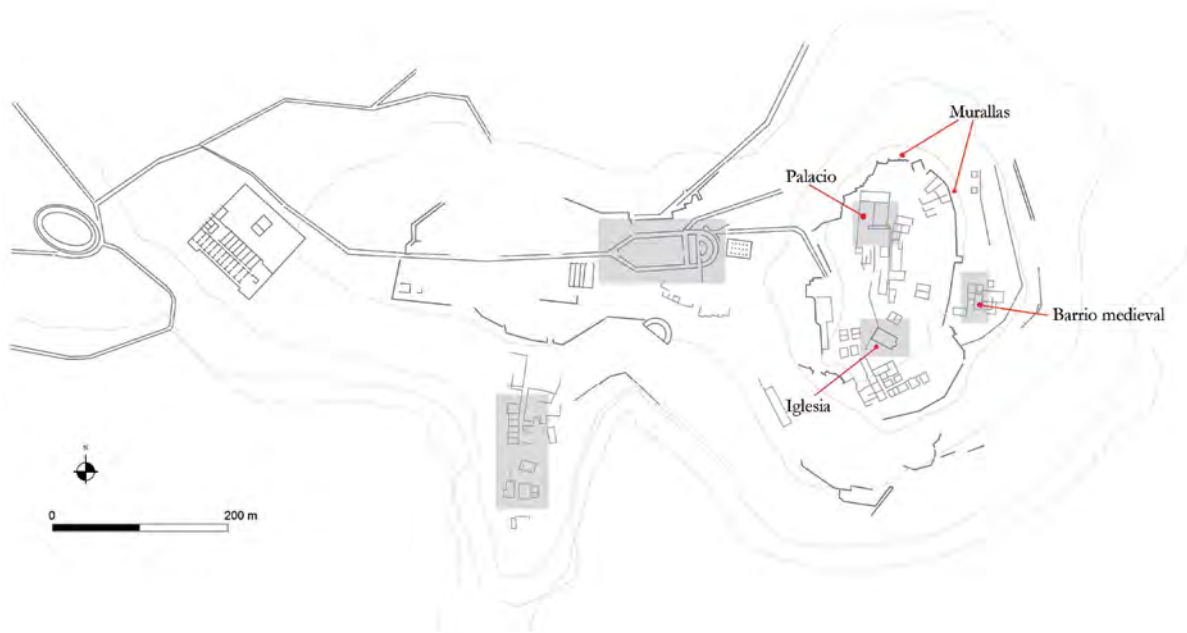 Murallas
Palacio
Barrio medieval
Iglesia
N
0 200 m